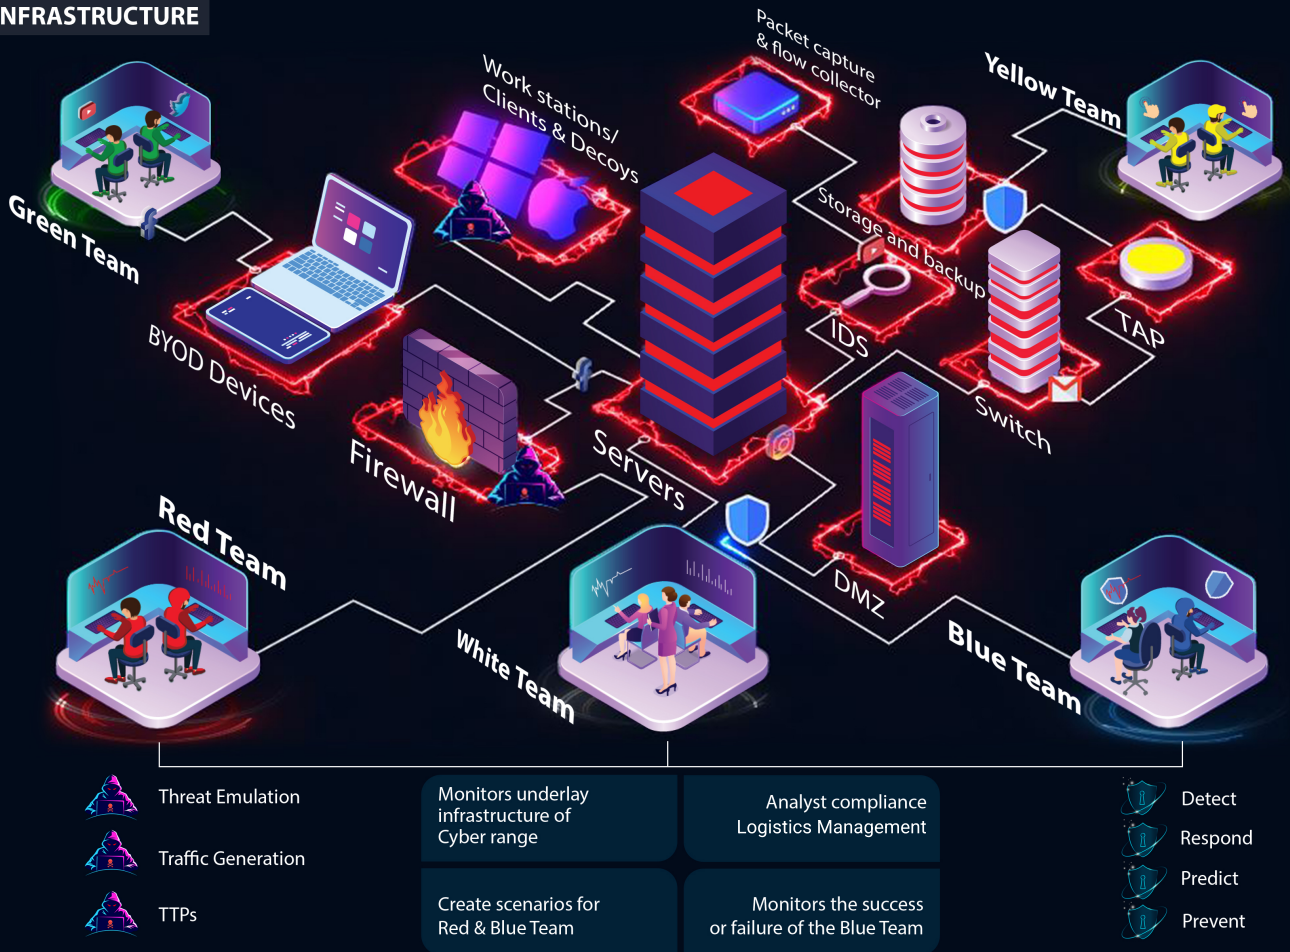 NFRASTRUCTURE
Packet capture
& flow collector
Work stations/
Clients & Decoys
Yellow Team
Green Team
Storage and backup
BYOD Devices
IDS
TAP
Switch
Firewall
Servers
Red Team
DMZ
White Team
Blue Team
Threat Emulation
Traffic Generation
TTPs
Monitors underlay
infrastructure of
Cyber range
Analyst compliance
Logistics Management
Create scenarios for
Red & Blue Team
Monitors the success
or failure of the Blue Team
Detect
Respond
Predict
Prevent